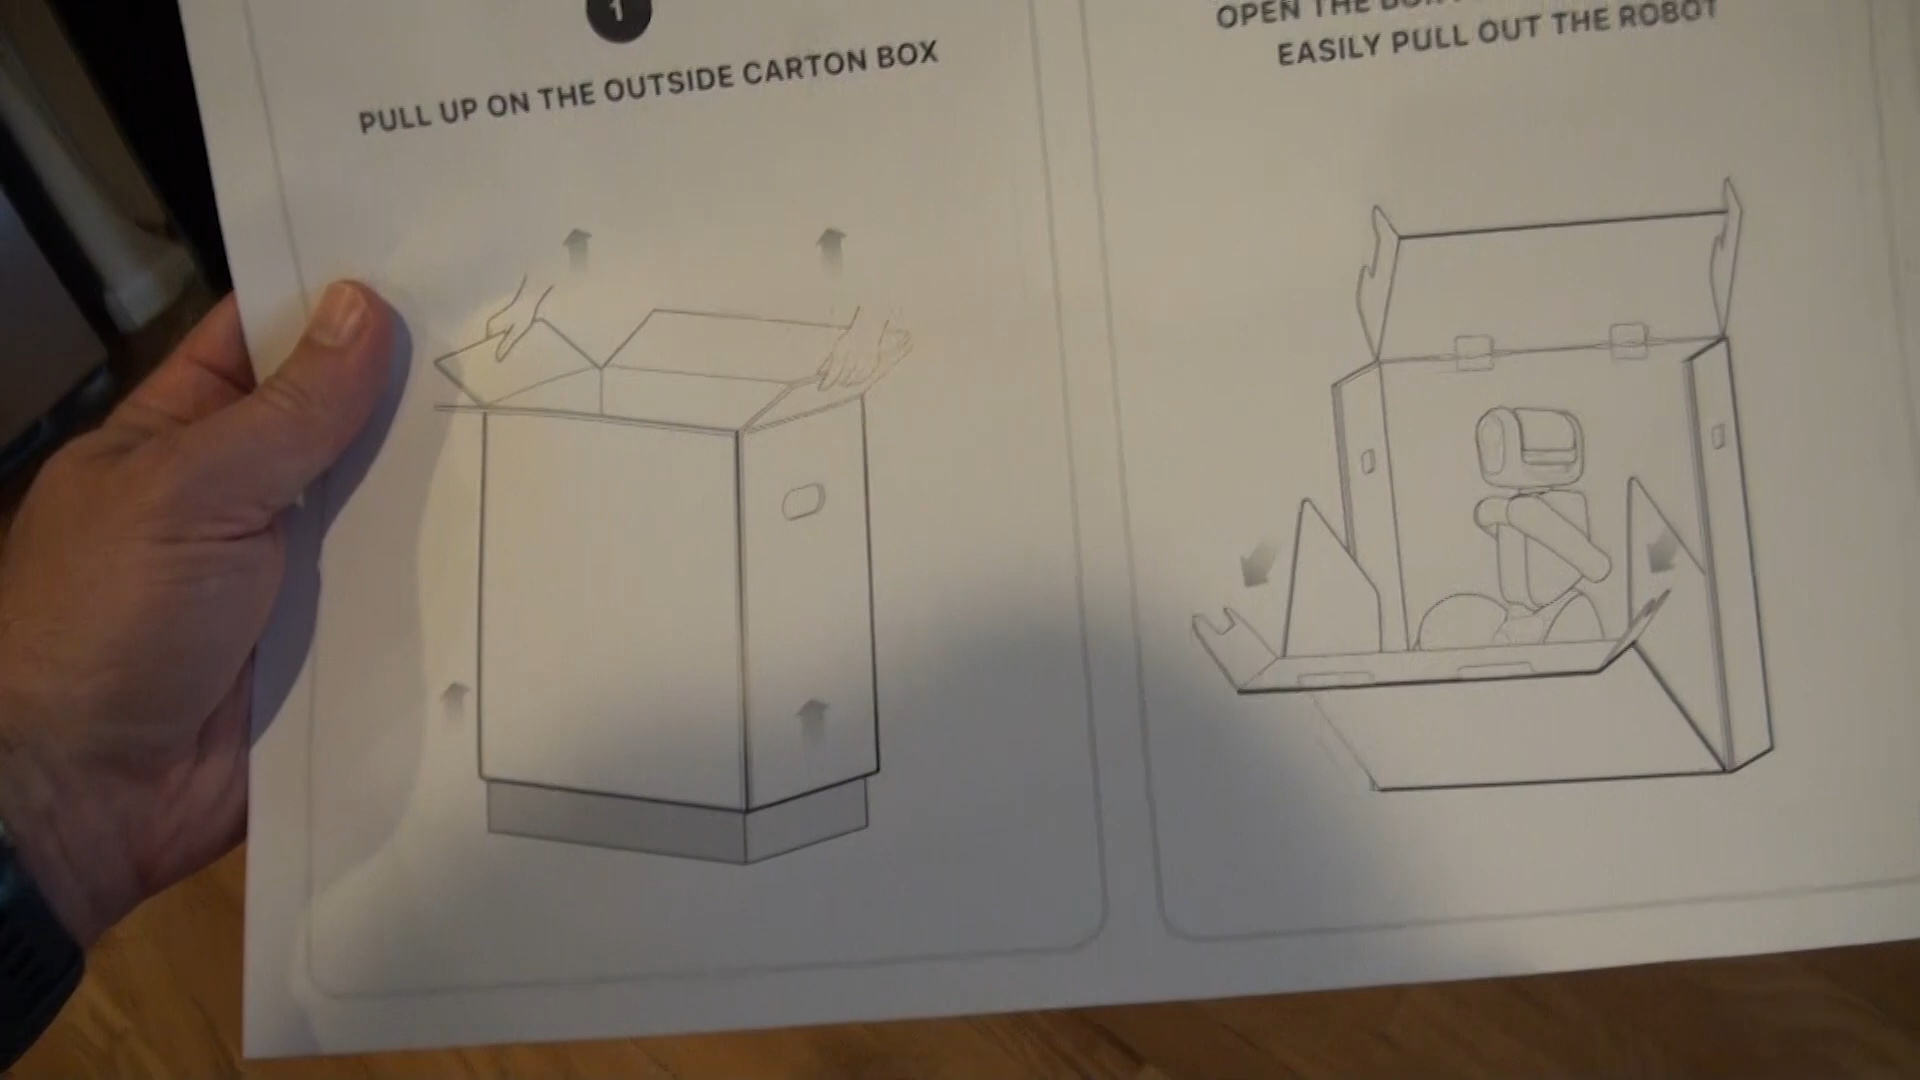 1
PULL UP ON THE OUTSIDE CARTON BOX
OPEN THE
EASILY PULL OUT THE ROBOT